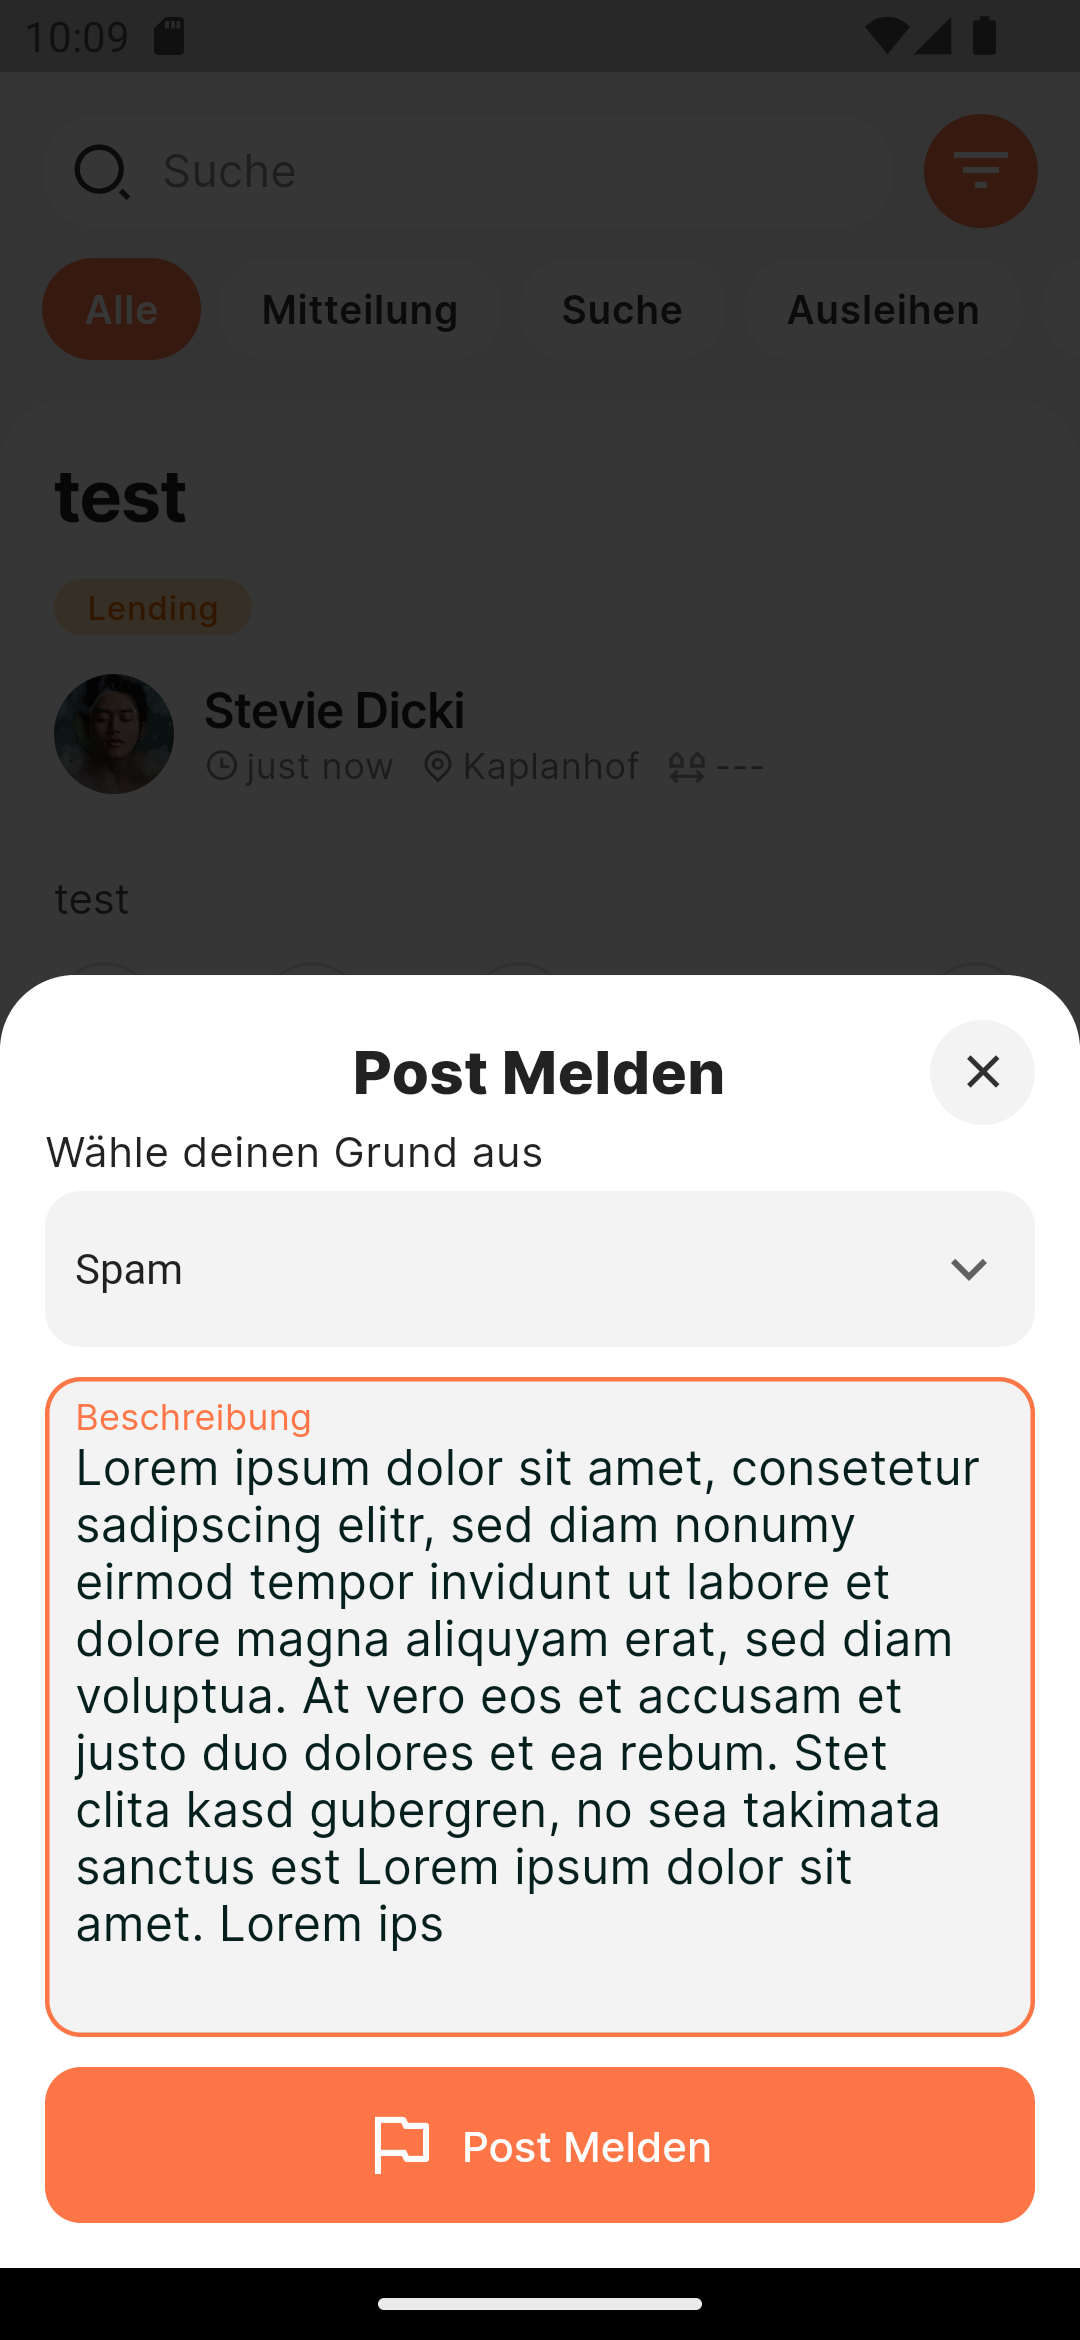 10:09
Suche
Alle
Mitteilung
Suche
Ausleihen
test
Lending
Stevie Dicki
just now
Kaplanhof
---
test
Post Melden
Wähle deinen Grund aus
Spam
Beschreibung
Lorem ipsum dolor sit amet, consetetur
sadipscing elitr, sed diam nonumy
eirmod tempor invidunt ut labore et
dolore magna aliquyam erat, sed diam
voluptua. At vero eos et accusam et
justo duo dolores et ea rebum. Stet
clita kasd gubergren, no sea takimata
sanctus est Lorem ipsum dolor sit
amet. Lorem ips
Post Melden